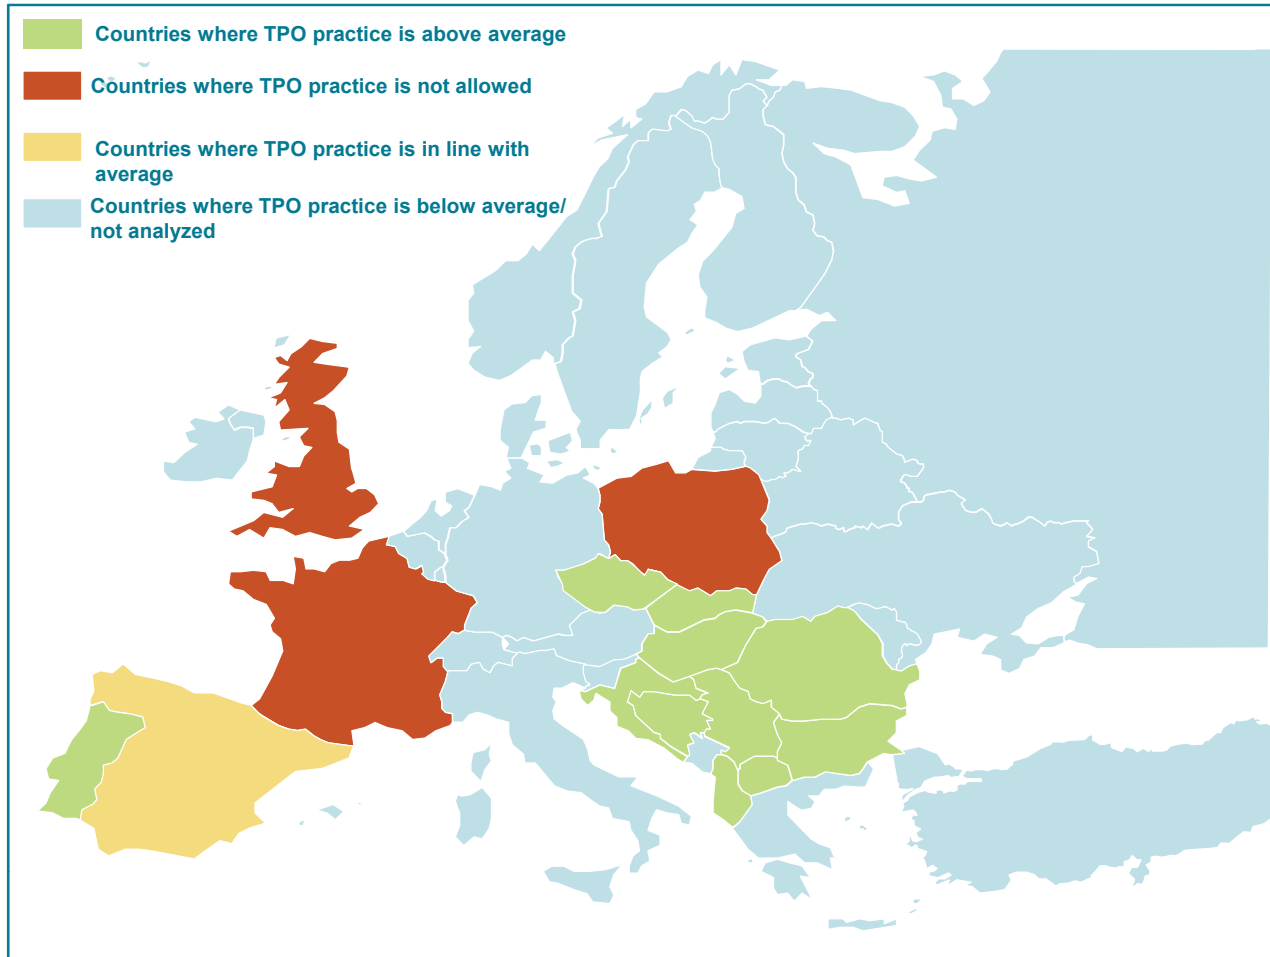 Countries where TPO practice is above average
Countries where TPO practice is not allowed
Countries where TPO practice is in line with
average
Countries where TPO practice is below average/
not analyzed